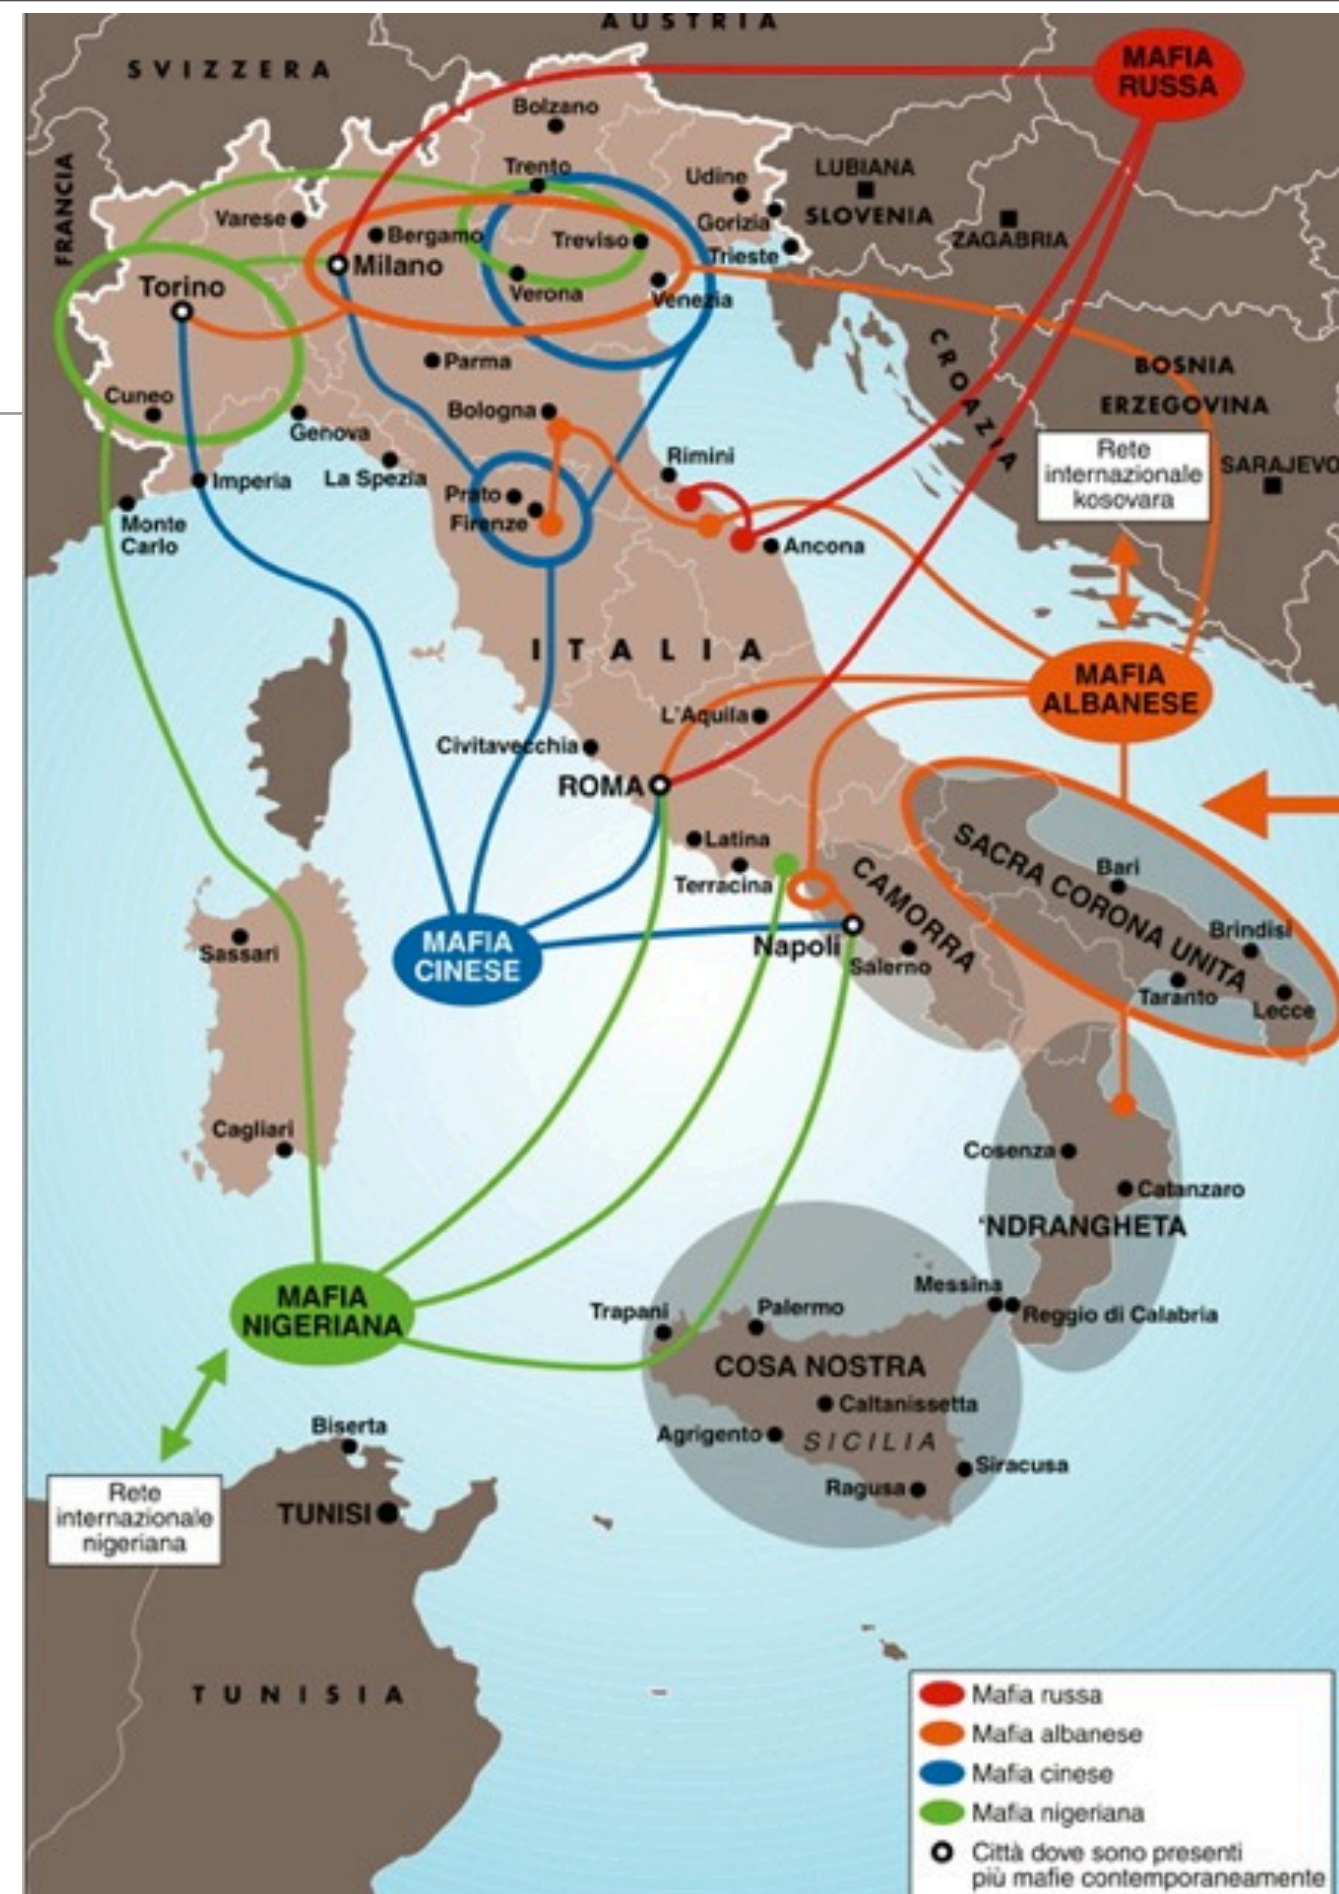 AUSTRIA
SVIZZERA
MAFIA
RUSSA
Bolzano
FRANCIA
Trento
Udine
LUBIANA
SLOVENIA
Varese
Bergamo
Treviso
Gorizia
ZAGABRIA
Trieste
Milano
Torino
Verona
Venezia
CROAZIA
Parma
BOSNIA
ERZEGOVINA
Cuneo
Bologna
Genova
Rete
internazionale
kosovara
Rimini
SARAJEVO
La Spezia
Imperia
Prato
Firenze
Monte
Carlo
Ancona
ITALIA
MAFIA
ALBANESE
L'Aquila
Civitavecchia
ROMA
Latina
Terracina
CAMORRA
SACRA CORONA UNITA
Bari
Brindisi
Sassari
MAFIA
CINESE
Napoli
Salerno
Taranto
Lecce
Cagliari
Cosenza
Catanzaro
'NDRANGHETA
MAFIA
NIGERIANA
Messina
Trapani
Palermo
Reggio di Calabria
COSA NOSTRA
Caltanissetta
Biserta
Agrigento
SICILIA
Siracusa
Ragusa
Rete
internazionale
nigeriana
TUNISI
TUNISIA
Mafia russa
Mafia albanese
Mafia cinese
Mafia nigeriana
Città dove sono presenti
più mafie contemporaneamente